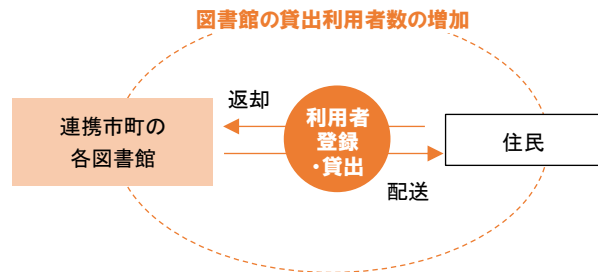 図書館の貸出利用者数の増加
返却
連携市町の
各図書館
利用者
登録
・貸出
住民
配送